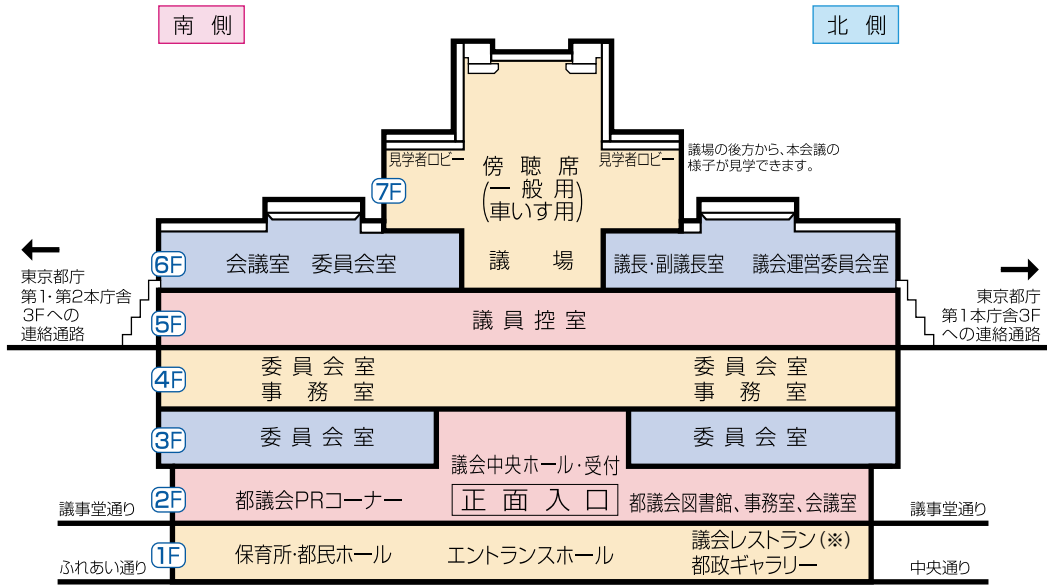 南側
北側
見学者ロビー
見学者ロビー
議場の後方から、本会議の
様子が見学できます。
傍聴席
(一般用)
(車いす用)
7F
議場
6F
会議室 委員会室
議長・副議長室 議会運営委員会室
東京都庁
第1・第2本庁舎
3Fへの
連絡通路
東京都庁
第1本庁舎3F
への連絡通路
5F
議員控室
4F
委員会室
事務室
委員会室
事務室
3F
委員会室
委員会室
議会中央ホール・受付
2F
都議会PRコーナー
正面入口
都議会図書館、事務室、会議室
議事堂通り
議事堂通り
1F
保育所・都民ホール
エントランスホール
議会レストラン(※)
都政ギャラリー
ふれあい通り
中央通り